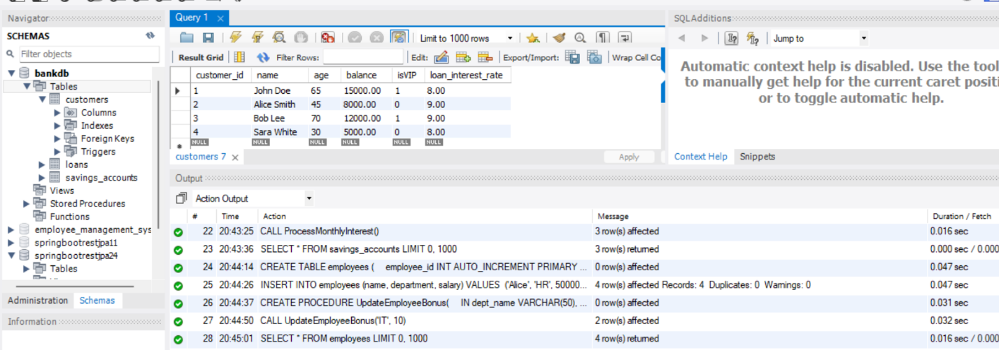 Navigator
SCHEMAS
Filter objects
bankdb
Tables
customers
Columns
Indexes
Foreign Keys
Triggers
loans
savings_accounts
Views
Stored Procedures
Functions
employee_management_sys
springbootrestjpa11
springbootrestjpa24
Tables
Administration Schemas
Information
Query 1
Limit to 1000 rows
Result Grid Filter Rows: Edit: Export/Import: Wrap Cell Co
customer_id name age balance isVIP loan_interest_rate
1 John Doe 65 15000.00 1 8.00
2 Alice Smith 45 8000.00 0 9.00
3 Bob Lee 70 12000.00 1 9.00
4 Sara White 30 5000.00 0 8.00
NULL NULL NULL NULL NULL NULL
customers 7 Apply
SQLAdditions
Jump to
Automatic context help is disabled. Use the tool
to manually get help for the current caret positi
or to toggle automatic help.
Context Help Snippets
Output
Action Output
# Time Action Message Duration / Fetch
22 20:43:25 CALL ProcessMonthlyInterest() 3 row(s) affected 0.016 sec
23 20:43:36 SELECT * FROM savings_accounts LIMIT 0, 1000 3 row(s) returned 0.000 sec / 0.000
24 20:44:14 CREATE TABLE employees ( employee_id INT AUTO_INCREMENT PRIMARY ... 0 row(s) affected 0.047 sec
25 20:44:26 INSERT INTO employees (name, department, salary) VALUES ('Alice', 'HR', 50000... 4 row(s) affected Records: 4 Duplicates: 0 Warnings: 0 0.047 sec
26 20:44:37 CREATE PROCEDURE UpdateEmployeeBonus( IN dept_name VARCHAR(50), ... 0 row(s) affected 0.031 sec
27 20:44:50 CALL UpdateEmployeeBonus('IT', 10) 2 row(s) affected 0.032 sec
28 20:45:01 SELECT * FROM employees LIMIT 0, 1000 4 row(s) returned 0.016 sec / 0.000